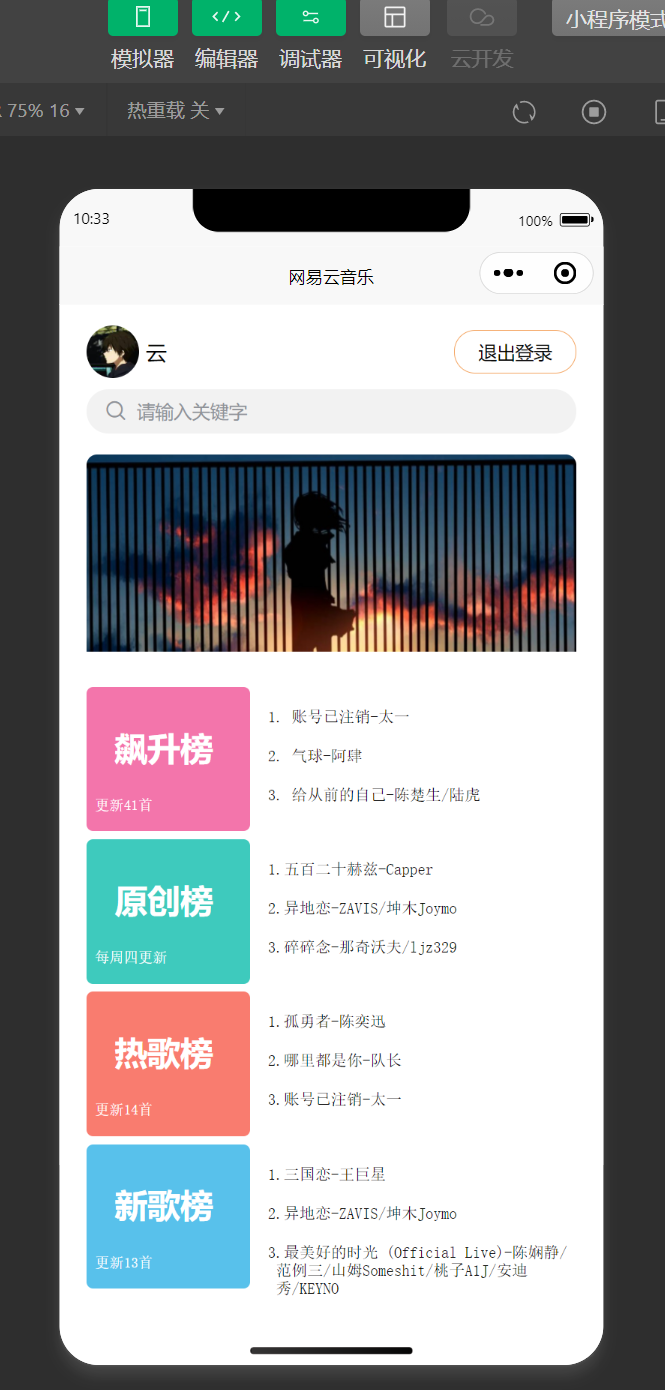 模拟器 编辑器 调试器 可视化 云开发 小程序模式
75% 16 热重载 关
10:33 100%
网易云音乐
云 退出登录
请输入关键字
飙升榜
更新41首
1. 账号已注销-太一
2. 气球-阿肆
3. 给从前的自己-陈楚生/陆虎
原创榜
每周四更新
1.五百二十赫兹-Capper
2.异地恋-ZAVIS/坤木Joymo
3.碎碎念-那奇沃夫/ljz329
热歌榜
更新14首
1.孤勇者-陈奕迅
2.哪里都是你-队长
3.账号已注销-太一
新歌榜
更新13首
1.三国恋-王巨星
2.异地恋-ZAVIS/坤木Joymo
3.最美好的时光 (Official Live)-陈娴静/
范例三/山姆Someshit/桃子A1J/安迪
秀/KEYNO